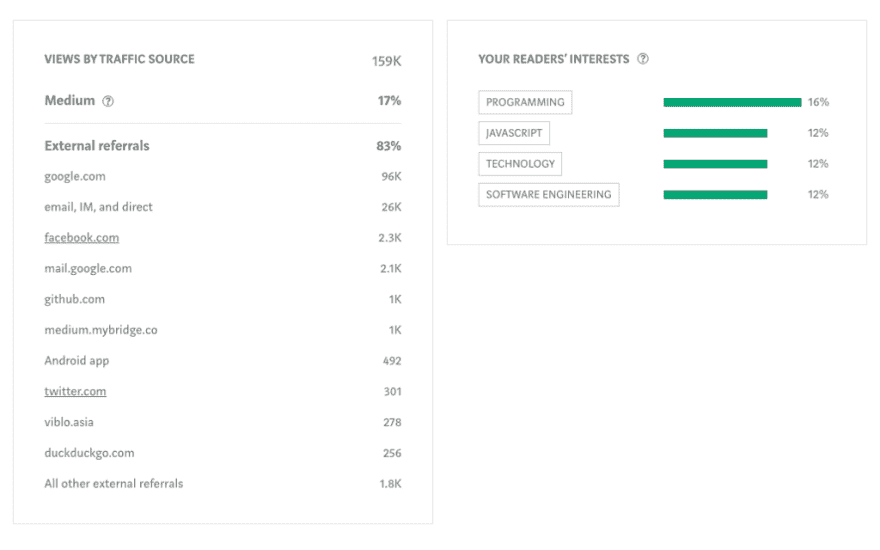 VIEWS BY TRAFFIC SOURCE 159K
Medium ? 17%
External referrals 83%
google.com 96K
email, IM, and direct 26K
facebook.com 2.3K
mail.google.com 2.1K
github.com 1K
medium.mybridge.co 1K
Android app 492
twitter.com 301
viblo.asia 278
duckduckgo.com 256
All other external referrals 1.8K
YOUR READERS’ INTERESTS ?
PROGRAMMING 16%
JAVASCRIPT 12%
TECHNOLOGY 12%
SOFTWARE ENGINEERING 12%